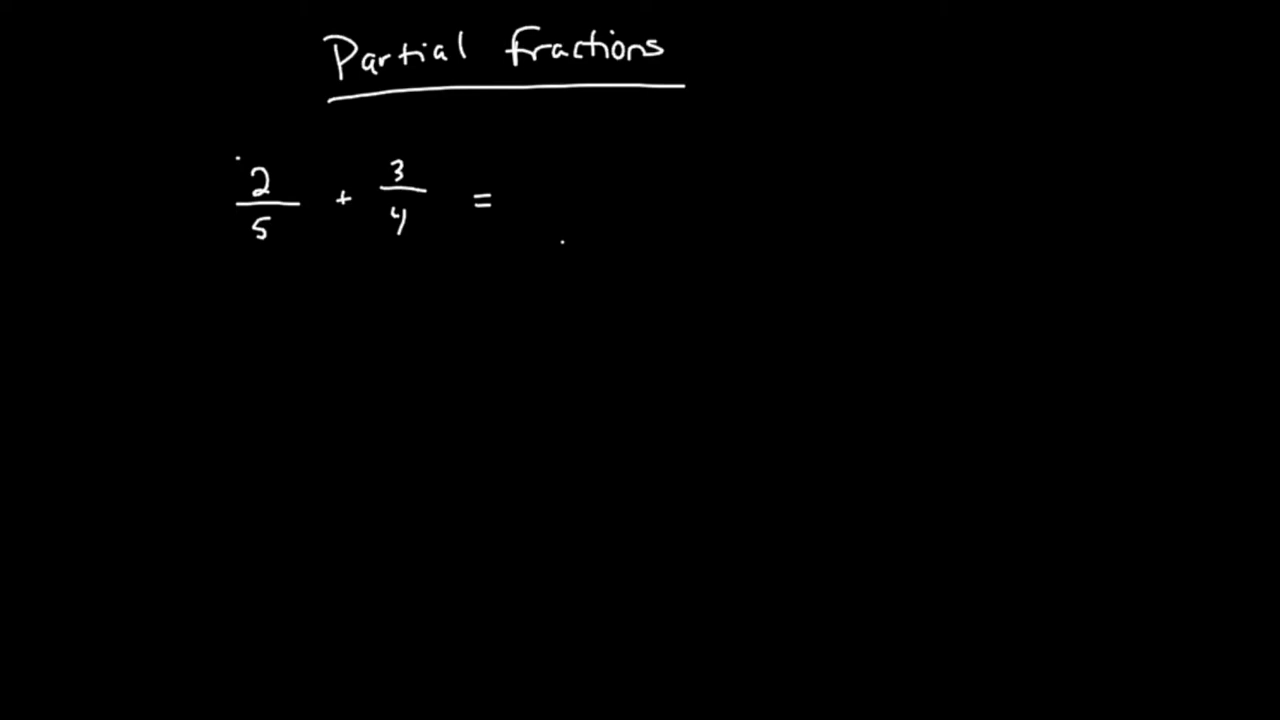 Partial fractions
2/5 + 3/4 =